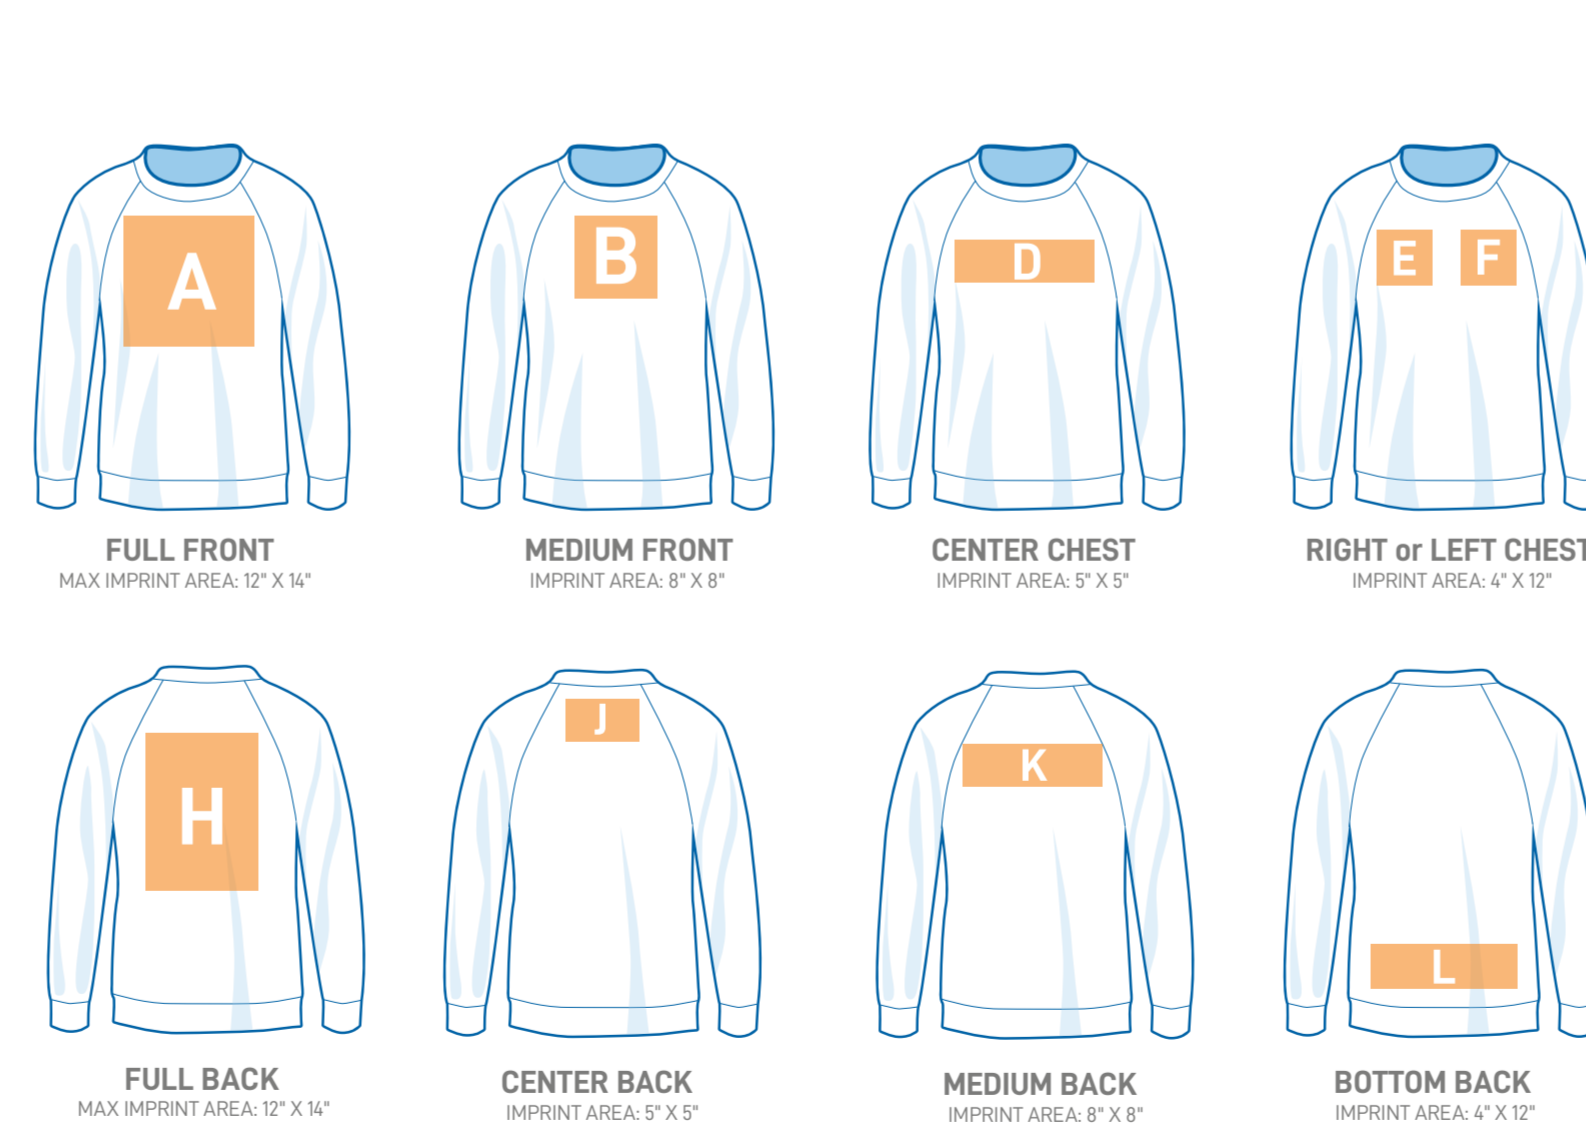 A
B
D
E F
FULL FRONT
MAX IMPRINT AREA: 12" X 14"
MEDIUM FRONT
IMPRINT AREA: 8" X 8"
CENTER CHEST
IMPRINT AREA: 5" X 5"
RIGHT or LEFT CHEST
IMPRINT AREA: 4" X 12"
H
J
K
L
FULL BACK
MAX IMPRINT AREA: 12" X 14"
CENTER BACK
IMPRINT AREA: 5" X 5"
MEDIUM BACK
IMPRINT AREA: 8" X 8"
BOTTOM BACK
IMPRINT AREA: 4" X 12"